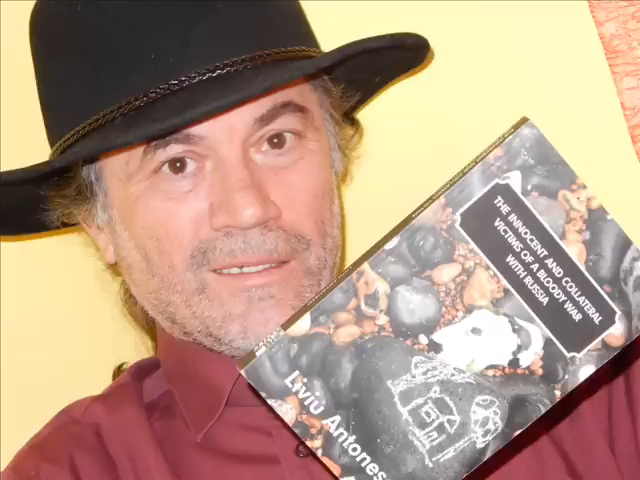 THE INNOCENT AND COLLATERAL
VICTIMS OF A BLOODY WAR
WITH RUSSIA
Liviu Antones